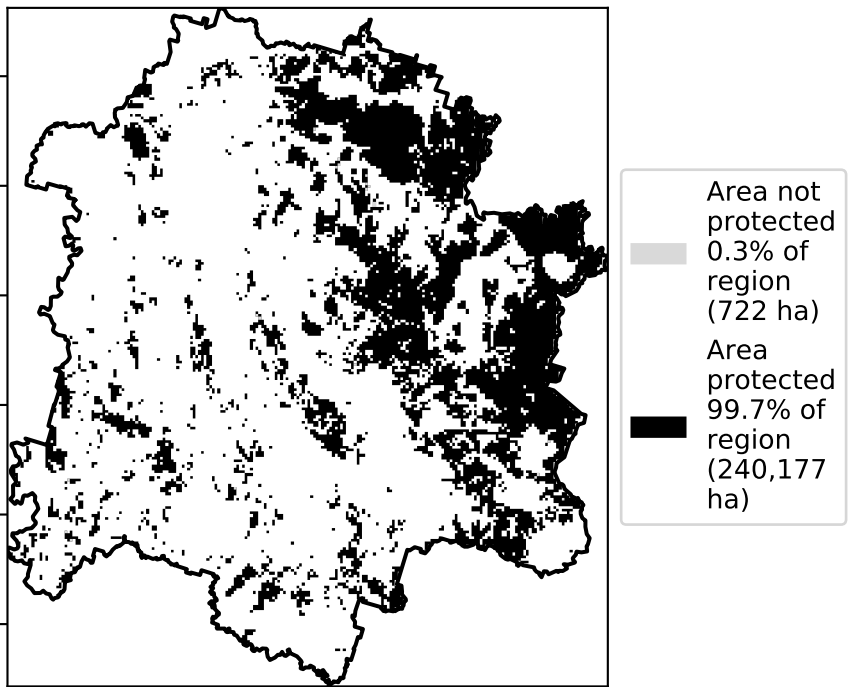 Area not
protected
0.3% of
region
(722 ha)
Area
protected
99.7% of
region
(240,177
ha)